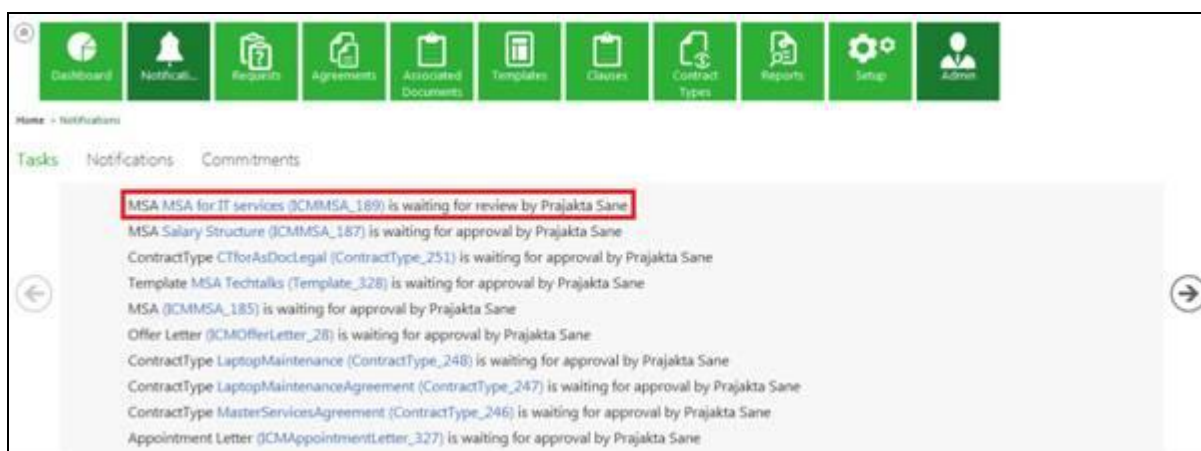 Dashboard
Notificati...
Requests
Agreements
Associated
Documents
Templates
Clauses
Contract
Types
Reports
Setup
Admin
Home > Notifications
Tasks Notifications Commitments
MSA MSA for IT services (ICMMSA_189) is waiting for review by Prajakta Sane
MSA Salary Structure (ICMMSA_187) is waiting for approval by Prajakta Sane
ContractType CTforAsDocLegal (ContractType_251) is waiting for approval by Prajakta Sane
Template MSA Techtalks (Template_328) is waiting for approval by Prajakta Sane
MSA (ICMMSA_185) is waiting for approval by Prajakta Sane
Offer Letter (ICMOfferLetter_28) is waiting for approval by Prajakta Sane
ContractType LaptopMaintenance (ContractType_248) is waiting for approval by Prajakta Sane
ContractType LaptopMaintenanceAgreement (ContractType_247) is waiting for approval by Prajakta Sane
ContractType MasterServicesAgreement (ContractType_246) is waiting for approval by Prajakta Sane
Appointment Letter (ICMAppointmentLetter_327) is waiting for approval by Prajakta Sane